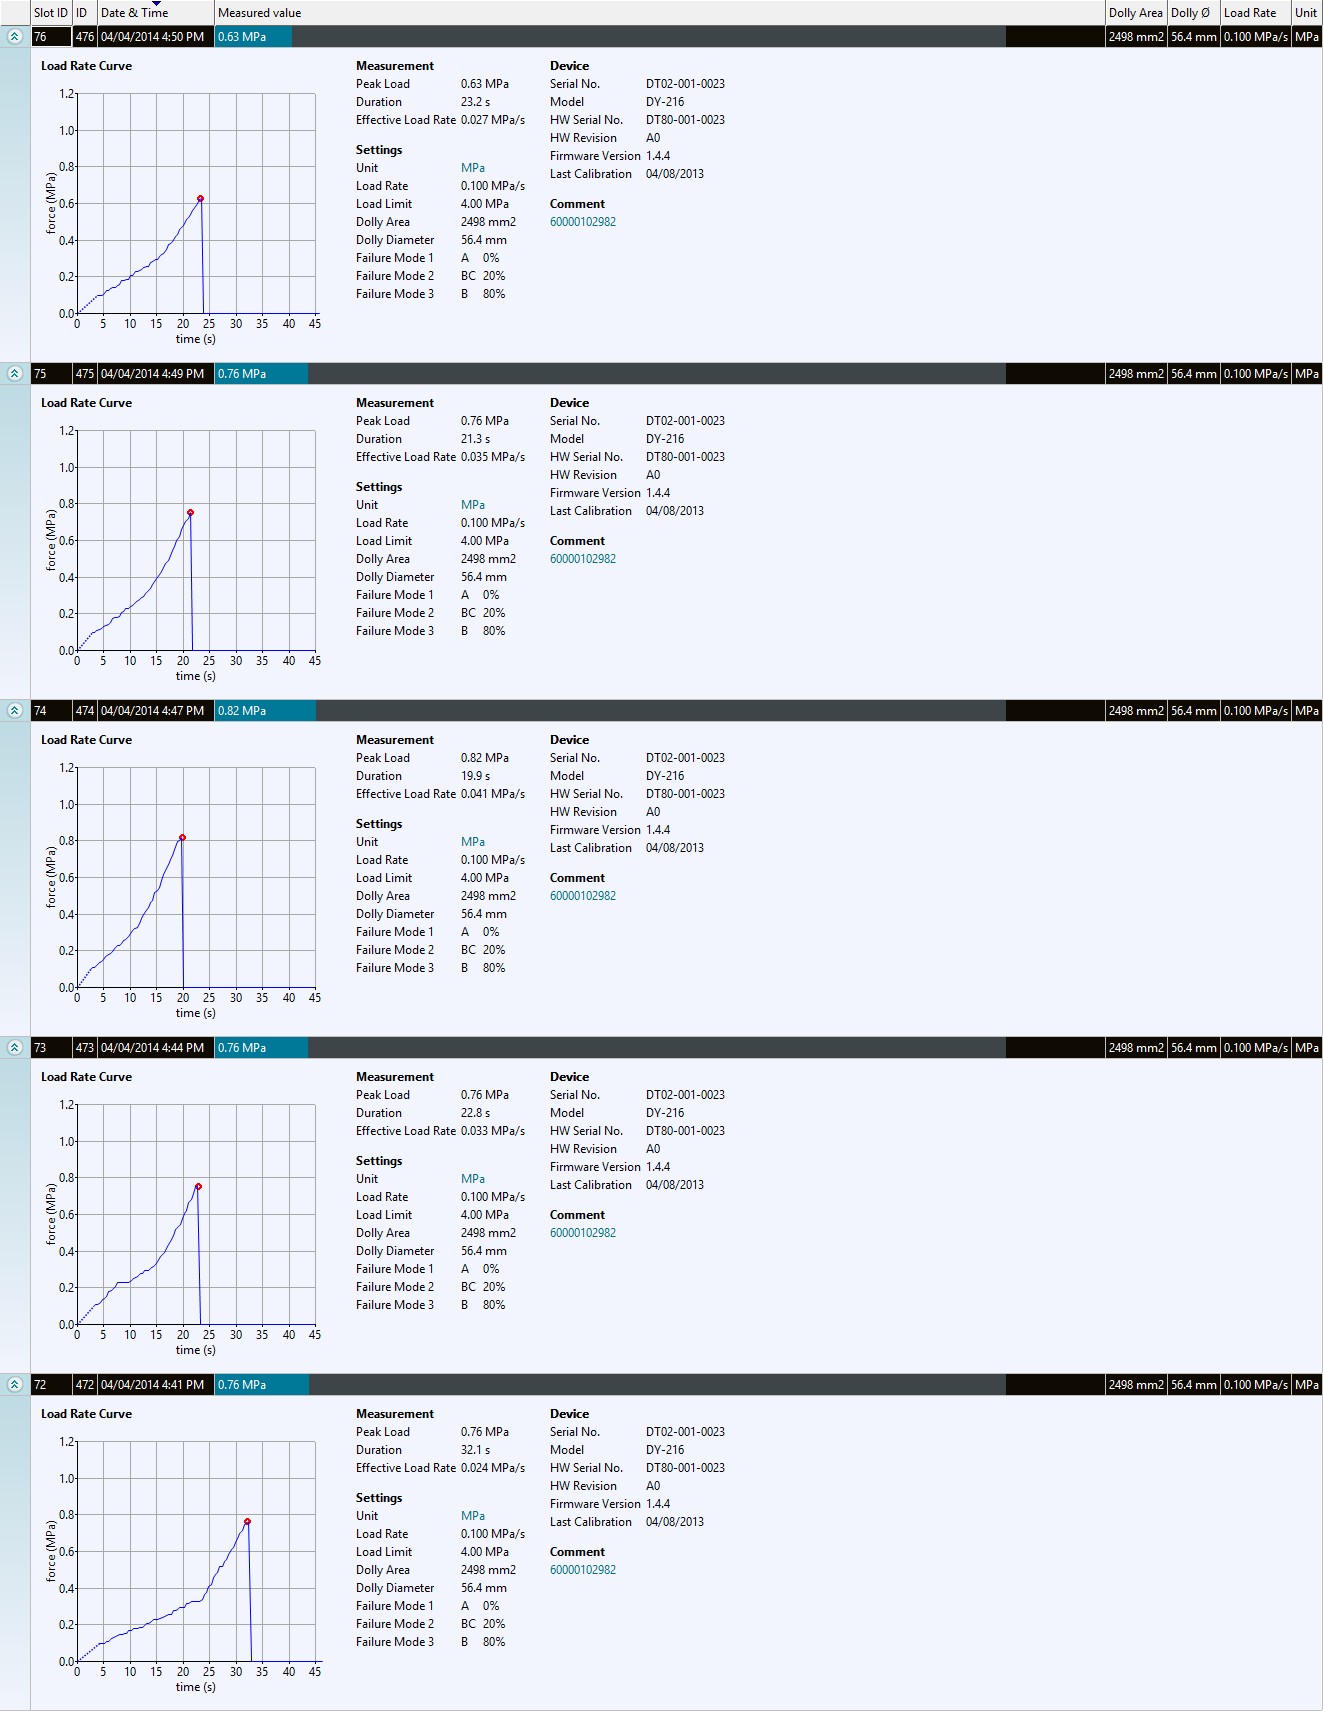 Slot ID ID Date & Time Measured value Dolly Area Dolly Ø Load Rate Unit
76 476 04/04/2014 4:50 PM 0.63 MPa 2498 mm2 56.4 mm 0.100 MPa/s MPa
Load Rate Curve Measurement Device
Peak Load 0.63 MPa Serial No. DT02-001-0023
1.2 Duration 23.2 s Model DY-216
Effective Load Rate 0.027 MPa/s HW Serial No. DT80-001-0023
1.0 HW Revision A0
Settings Firmware Version 1.4.4
0.8 Unit MPa Last Calibration 04/08/2013
Load Rate 0.100 MPa/s
0.6 Load Limit 4.00 MPa Comment
force (MPa) Dolly Area 2498 mm2 60000102982
0.4 Dolly Diameter 56.4 mm
Failure Mode 1 A 0%
0.2 Failure Mode 2 BC 20%
Failure Mode 3 B 80%
0.0
0 5 10 15 20 25 30 35 40 45
time (s)
75 475 04/04/2014 4:49 PM 0.76 MPa 2498 mm2 56.4 mm 0.100 MPa/s MPa
Load Rate Curve Measurement Device
Peak Load 0.76 MPa Serial No. DT02-001-0023
1.2 Duration 21.3 s Model DY-216
Effective Load Rate 0.035 MPa/s HW Serial No. DT80-001-0023
1.0 HW Revision A0
Settings Firmware Version 1.4.4
0.8 Unit MPa Last Calibration 04/08/2013
Load Rate 0.100 MPa/s
0.6 Load Limit 4.00 MPa Comment
force (MPa) Dolly Area 2498 mm2 60000102982
0.4 Dolly Diameter 56.4 mm
Failure Mode 1 A 0%
0.2 Failure Mode 2 BC 20%
Failure Mode 3 B 80%
0.0
0 5 10 15 20 25 30 35 40 45
time (s)
74 474 04/04/2014 4:47 PM 0.82 MPa 2498 mm2 56.4 mm 0.100 MPa/s MPa
Load Rate Curve Measurement Device
Peak Load 0.82 MPa Serial No. DT02-001-0023
1.2 Duration 19.9 s Model DY-216
Effective Load Rate 0.041 MPa/s HW Serial No. DT80-001-0023
1.0 HW Revision A0
Settings Firmware Version 1.4.4
0.8 Unit MPa Last Calibration 04/08/2013
Load Rate 0.100 MPa/s
0.6 Load Limit 4.00 MPa Comment
force (MPa) Dolly Area 2498 mm2 60000102982
0.4 Dolly Diameter 56.4 mm
Failure Mode 1 A 0%
0.2 Failure Mode 2 BC 20%
Failure Mode 3 B 80%
0.0
0 5 10 15 20 25 30 35 40 45
time (s)
73 473 04/04/2014 4:44 PM 0.76 MPa 2498 mm2 56.4 mm 0.100 MPa/s MPa
Load Rate Curve Measurement Device
Peak Load 0.76 MPa Serial No. DT02-001-0023
1.2 Duration 22.8 s Model DY-216
Effective Load Rate 0.033 MPa/s HW Serial No. DT80-001-0023
1.0 HW Revision A0
Settings Firmware Version 1.4.4
0.8 Unit MPa Last Calibration 04/08/2013
Load Rate 0.100 MPa/s
0.6 Load Limit 4.00 MPa Comment
force (MPa) Dolly Area 2498 mm2 60000102982
0.4 Dolly Diameter 56.4 mm
Failure Mode 1 A 0%
0.2 Failure Mode 2 BC 20%
Failure Mode 3 B 80%
0.0
0 5 10 15 20 25 30 35 40 45
time (s)
72 472 04/04/2014 4:41 PM 0.76 MPa 2498 mm2 56.4 mm 0.100 MPa/s MPa
Load Rate Curve Measurement Device
Peak Load 0.76 MPa Serial No. DT02-001-0023
1.2 Duration 32.1 s Model DY-216
Effective Load Rate 0.024 MPa/s HW Serial No. DT80-001-0023
1.0 HW Revision A0
Settings Firmware Version 1.4.4
0.8 Unit MPa Last Calibration 04/08/2013
Load Rate 0.100 MPa/s
0.6 Load Limit 4.00 MPa Comment
force (MPa) Dolly Area 2498 mm2 60000102982
0.4 Dolly Diameter 56.4 mm
Failure Mode 1 A 0%
0.2 Failure Mode 2 BC 20%
Failure Mode 3 B 80%
0.0
0 5 10 15 20 25 30 35 40 45
time (s)